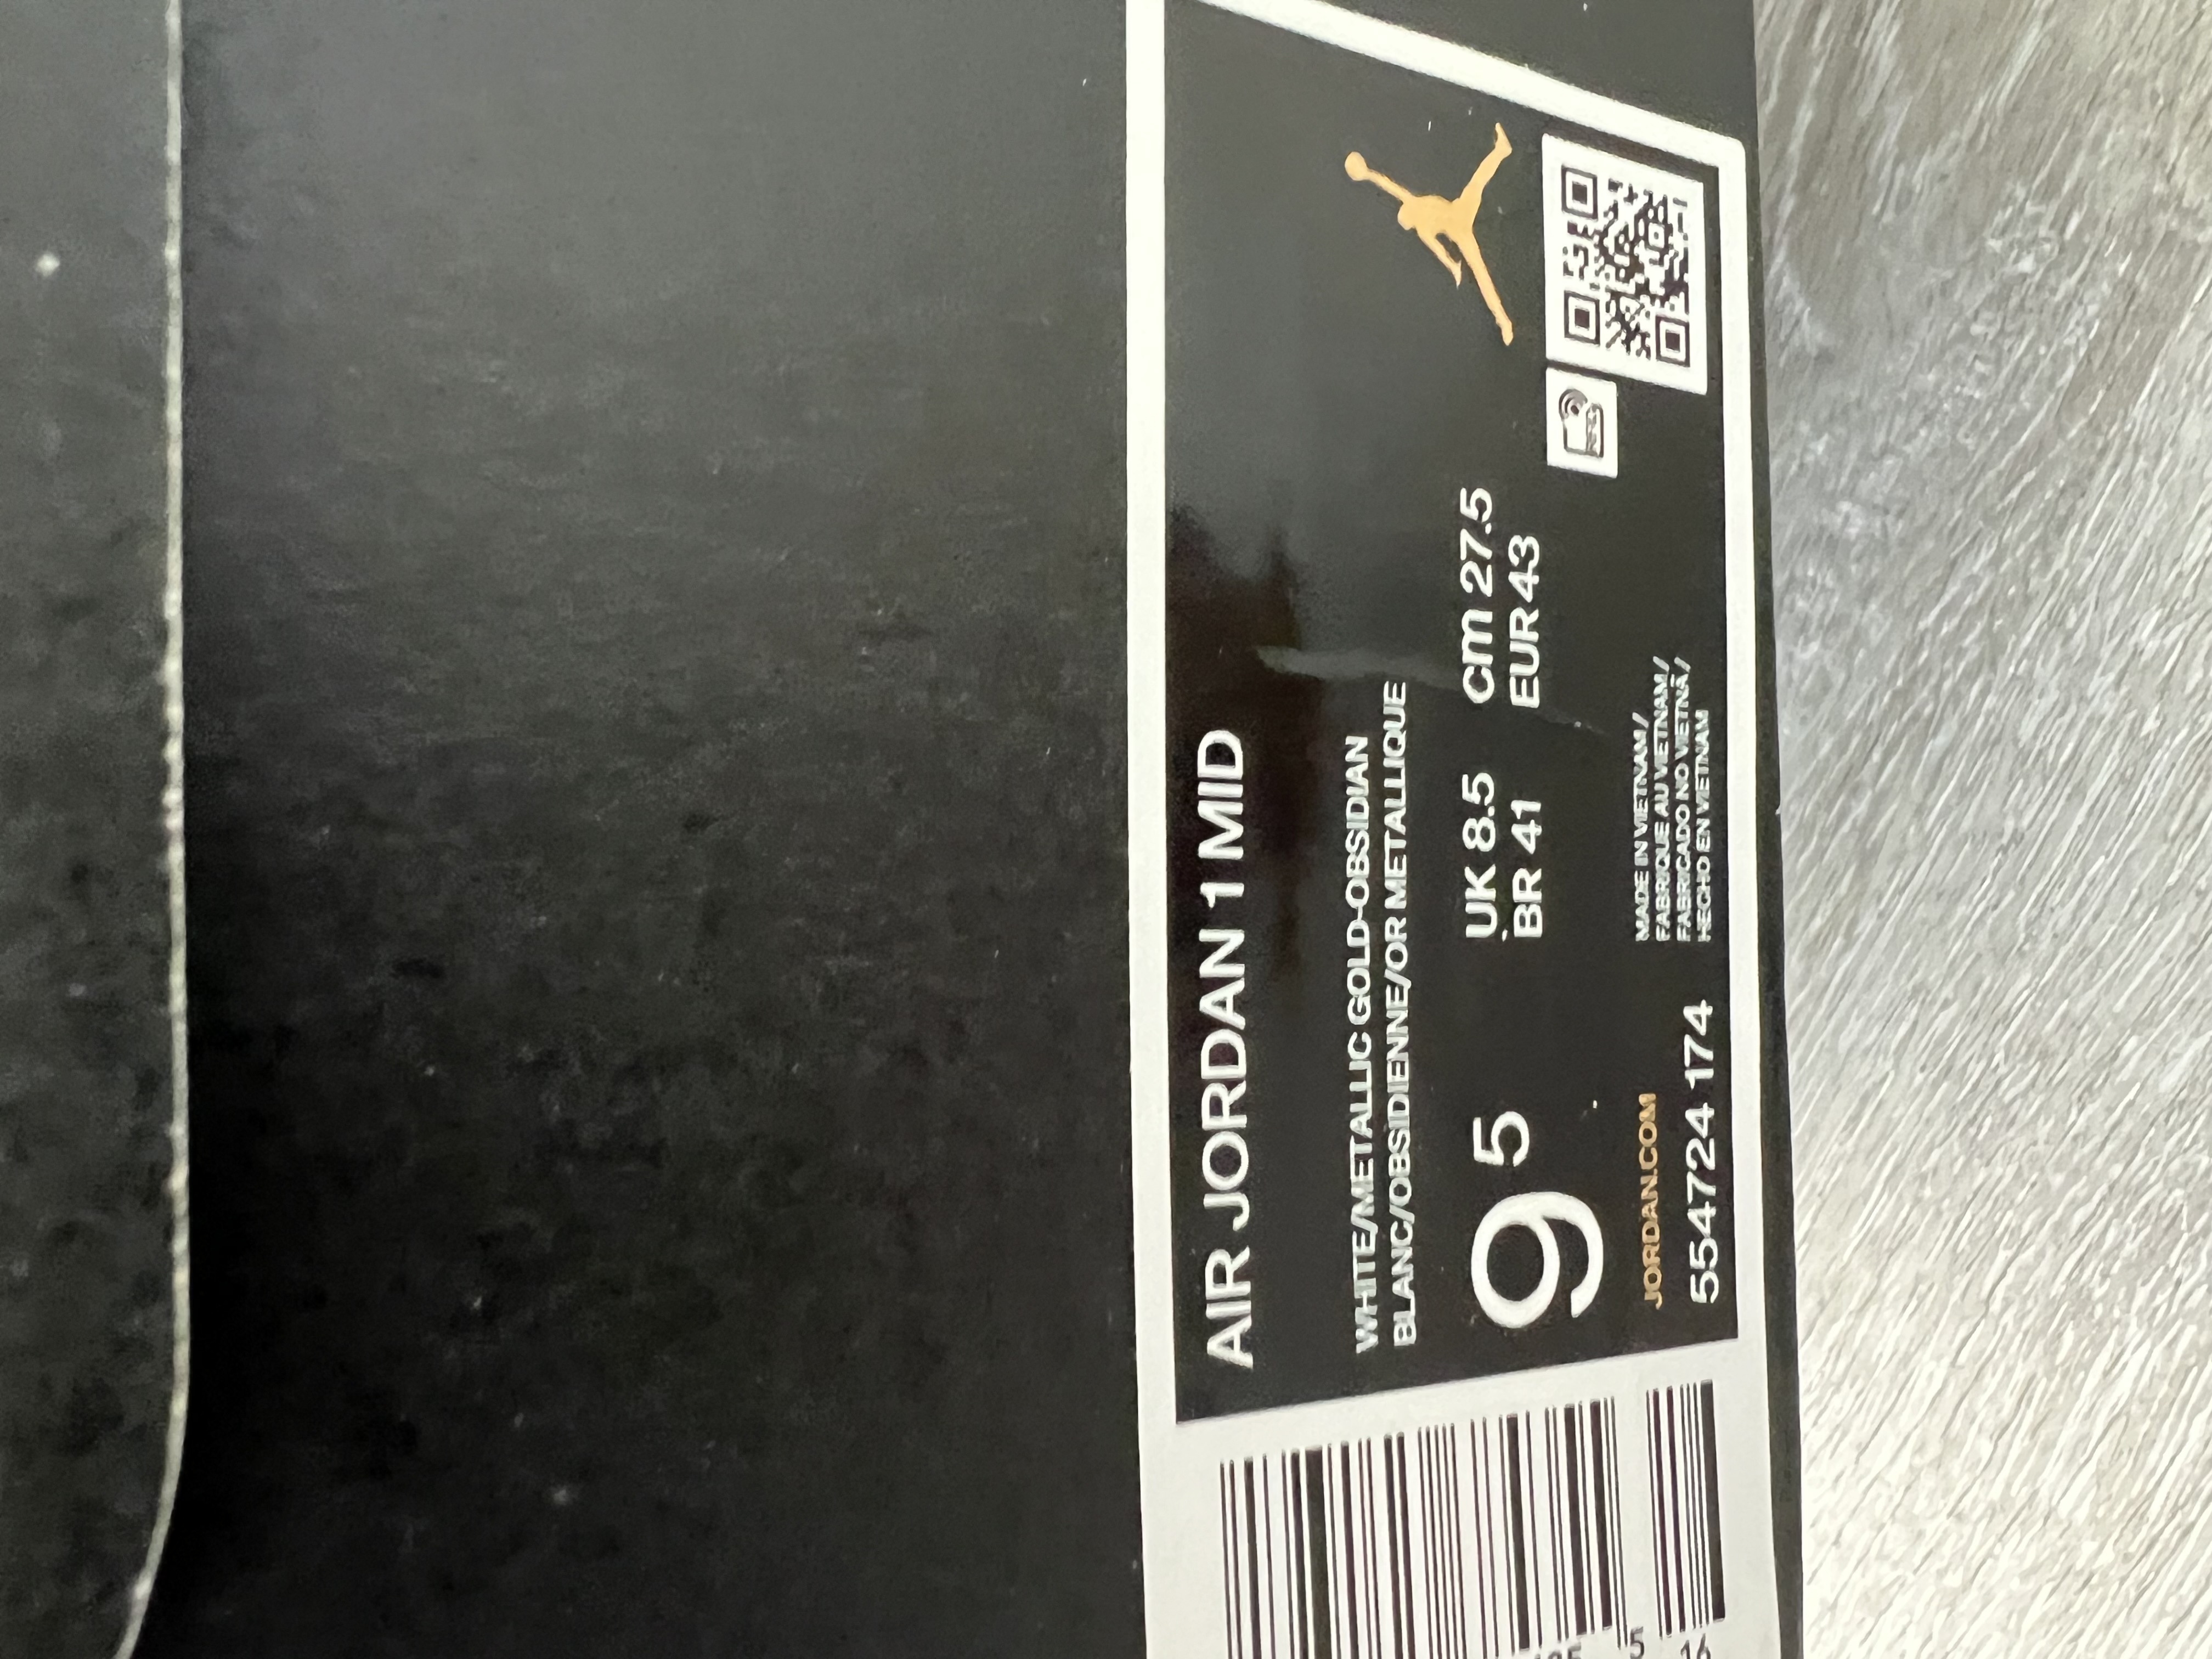 AIR JORDAN 1 MID
WHITE/METALLIC GOLD-OBSIDIAN
BLANC/OBSIDIENNE/OR METALLIQUE
9 5
UK 8.5 cm 27.5
BR 41 EUR 43
JORDAN.COM
554724 174
MADE IN VIETNAM/
FABRIQUE AU VIETNAM/
FABRICADO NO VIETNÃ/
HECHO EN VIETNAM
5
16